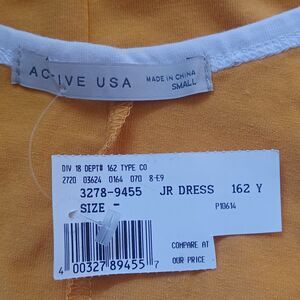 ACTIVE USA
MADE IN CHINA
SMALL
DIV 18 DEPT# 162 TYPE CO
2720 03624 0164 070 8-E9
3278-9455 JR DRESS 162 Y
SIZE -
P10614
COMPARE AT
OUR PRICE
4 00327 89455 7